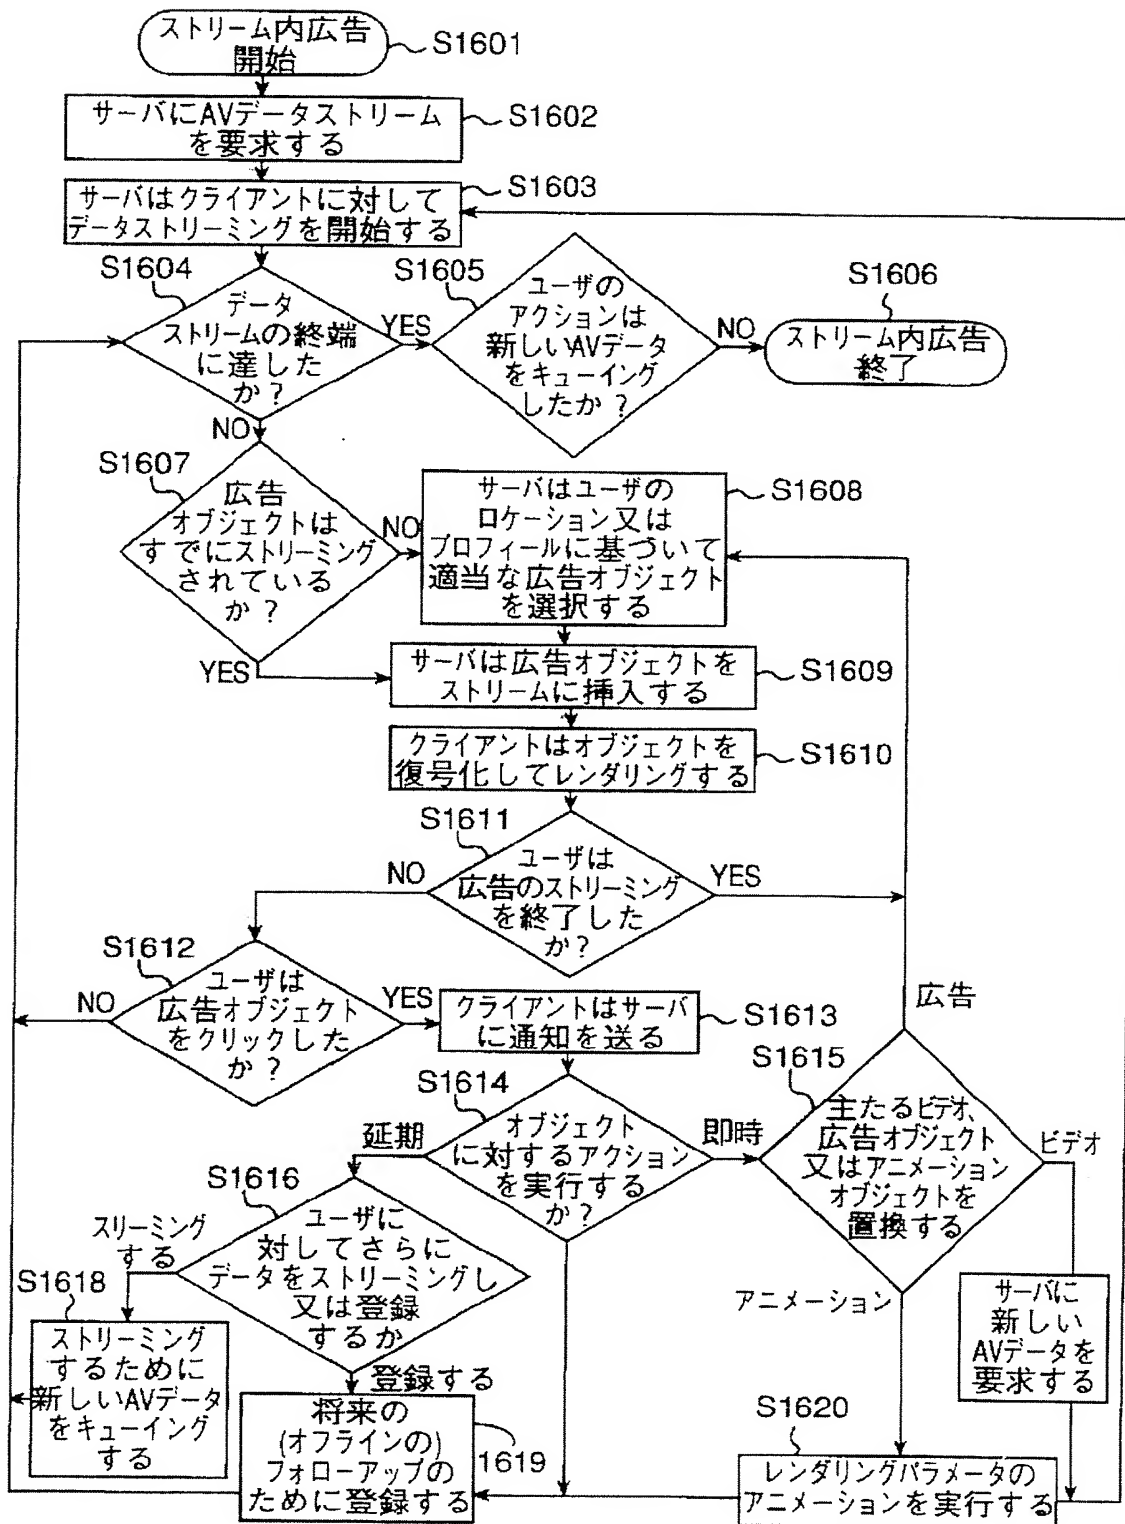 ストリーム内広告
開始
S1601
サーバにAVデータストリーム
を要求する
S1602
サーバはクライアントに対して
データストリーミングを開始する
S1603
S1604
データ
ストリームの終端
に達した
か？
YES
NO
S1605
ユーザの
アクションは
新しいAVデータ
をキューイング
したか？
NO
S1606
ストリーム内広告
終了
S1607
広告
オブジェクトは
すでにストリーミング
されている
か？
NO
YES
サーバはユーザの
ロケーション又は
プロフィールに基づいて
適当な広告オブジェクト
を選択する
S1608
サーバは広告オブジェクトを
ストリームに挿入する
S1609
クライアントはオブジェクトを
復号化してレンダリングする
S1610
S1611
ユーザは
広告のストリーミング
を終了した
か？
NO
YES
S1612
ユーザは
広告オブジェクト
をクリックした
か？
NO
YES
クライアントはサーバ
に通知を送る
S1613
S1614
オブジェクト
に対するアクション
を実行する
か？
延期
即時
S1615
主たるビデオ、
広告オブジェクト
又はアニメーション
オブジェクトを
置換する
広告
ビデオ
アニメーション
S1616
ユーザに
対してさらに
データをストリーミングし
又は登録
するか
スリーミング
する
登録する
S1618
ストリーミング
するために
新しいAVデータ
をキューイング
する
将来の
(オフラインの)
フォローアップの
ために登録する
1619
サーバに
新しい
AVデータを
要求する
S1620
レンダリングパラメータの
アニメーションを実行する